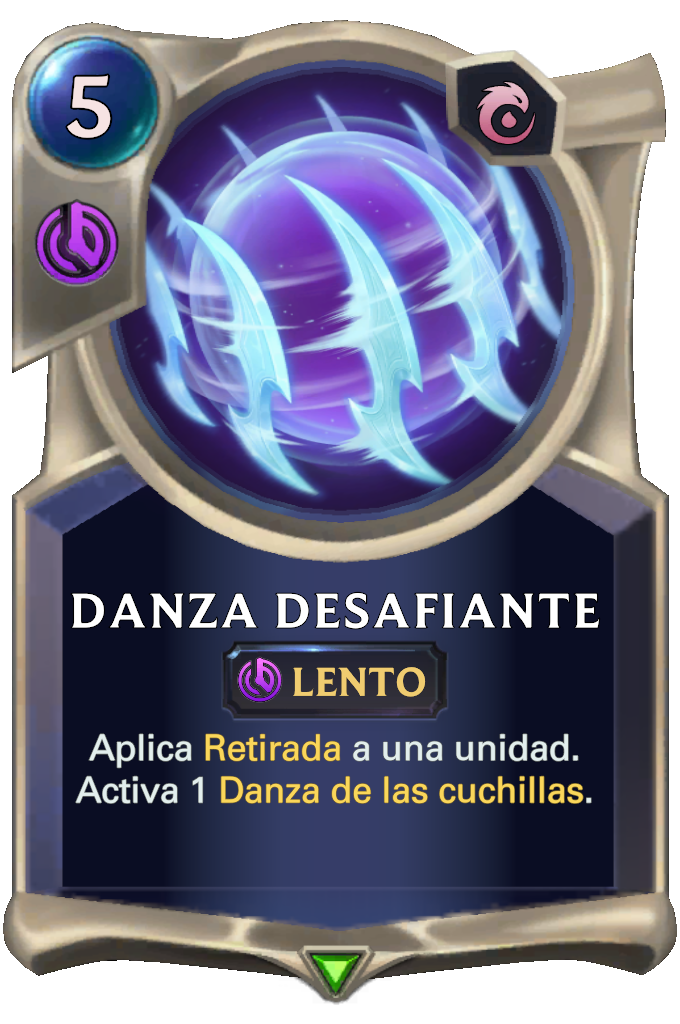 5
DANZA DESAFIANTE
LENTO
Aplica Retirada a una unidad.
Activa 1 Danza de las cuchillas.